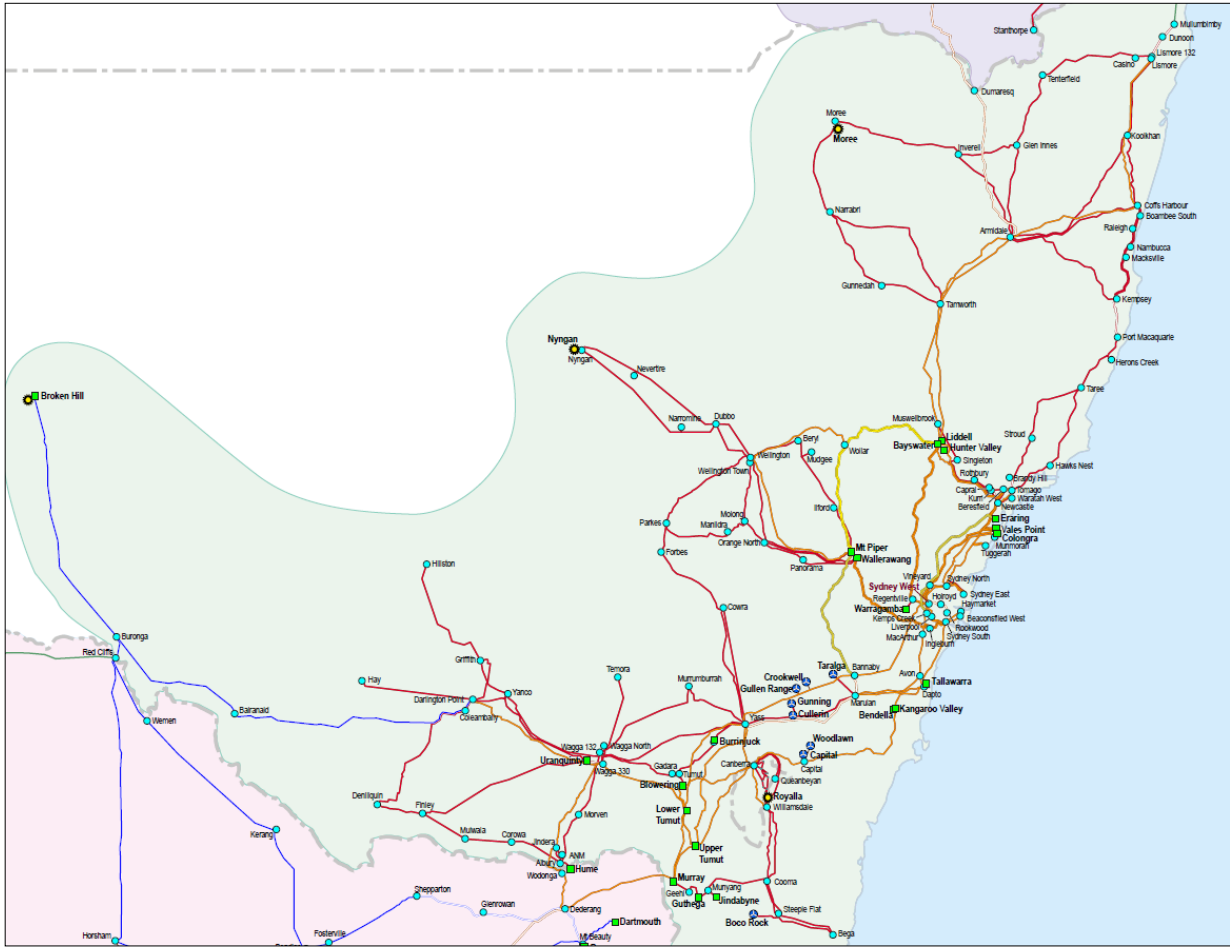 Mullumbimby
Dunoon
Stanthorpe
Lismore 132
Casino
Lismore
Tenterfield
Dumaresq
Moree
Moree
Kookhan
Inverell
Glen Innes
Narrabri
Coffs Harbour
Boambee South
Raleigh
Armidale
Nambucca
Macksville
Gunnedah
Tamworth
Kempsey
Port Macaquarie
Nyngan
Nyngan
Herons Creek
Nevertire
Taree
Broken Hill
Narromine
Dubbo
Muswellbrook
Stroud
Beryl
Liddell
Bayswater
Hunter Valley
Wollar
Mudgee
Wellington
Singleton
Wellington Town
Hawks Nest
Rothbury
Brandy Hill
Capral
Tomago
Kurri
Waratah West
Beresfield
Newcastle
Ilford
Molong
Parkes
Manildra
Eraring
Vales Point
Colongra
Orange North
Munmorah
Tuggerah
Forbes
Mt Piper
Wallerawang
Panorama
Hillston
Vineyard
Sydney North
Sydney West
Regentville
Holroyd
Sydney East
Haymarket
Warragamba
Cowra
Kemps Creek
Beaconsflied West
Liverpool
Rookwood
MacArthur
Sydney South
Ingleburn
Buronga
Red Cliffs
Griffith
Hay
Temora
Murrumburrah
Taralga
Bannaby
Crookwell
Gullen Range
Avon
Tallawarra
Dapto
Yanco
Darlington Point
Coleambally
Gunning
Cullerin
Marulan
Bendella
Kangaroo Valley
Balranald
Wemen
Yass
Woodlawn
Burrinjuck
Wagga 132
Wagga North
Capital
Capital
Uranquinty
Wagga 330
Gadara
Tumut
Canberra
Queanbeyan
Blowering
Royalla
Williamsdale
Deniliquin
Finley
Lower
Tumut
Morven
Kerang
Mulwala
Corowa
Jindera
ANM
Upper
Tumut
Albury
Hume
Wodonga
Murray
Geehi
Munyang
Cooma
Guthega
Jindabyne
Shepparton
Glenrowan
Dederang
Dartmouth
Boco Rock
Steeple Flat
Bega
Horsham
Fosterville
Mt Beauty